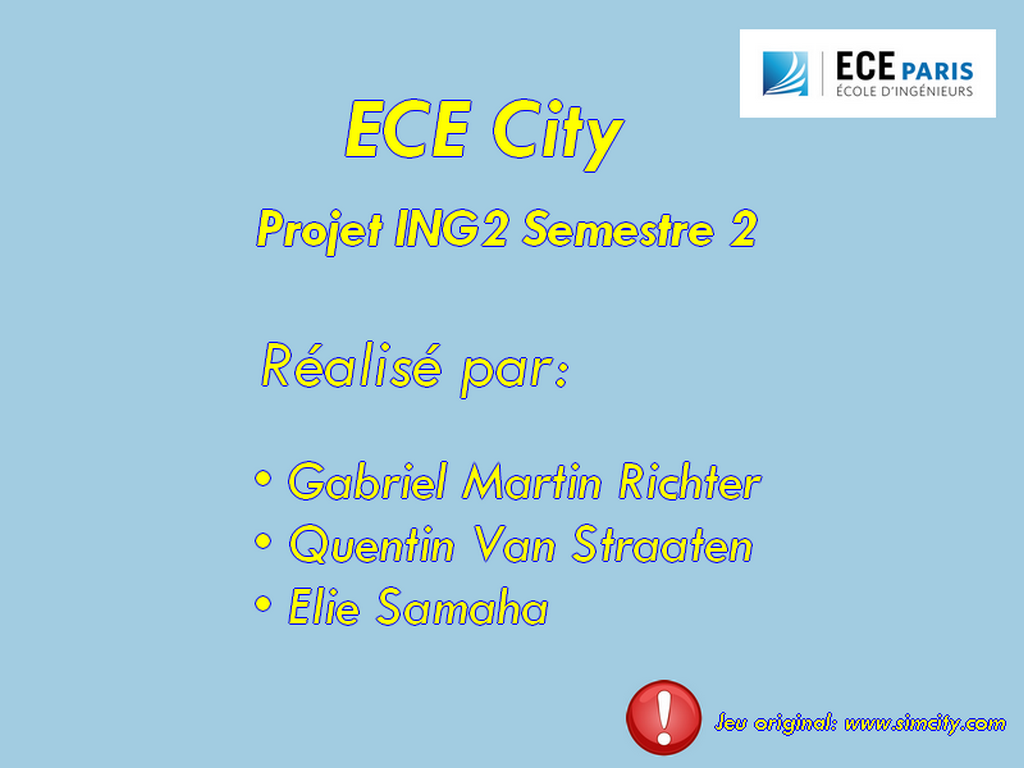 ECE PARIS
ÉCOLE D'INGÉNIEURS
ECE City
Projet ING2 Semestre 2
Réalisé par:
• Gabriel Martin Richter
• Quentin Van Straaten
• Elie Samaha
!
Jeu original: www.simcity.com